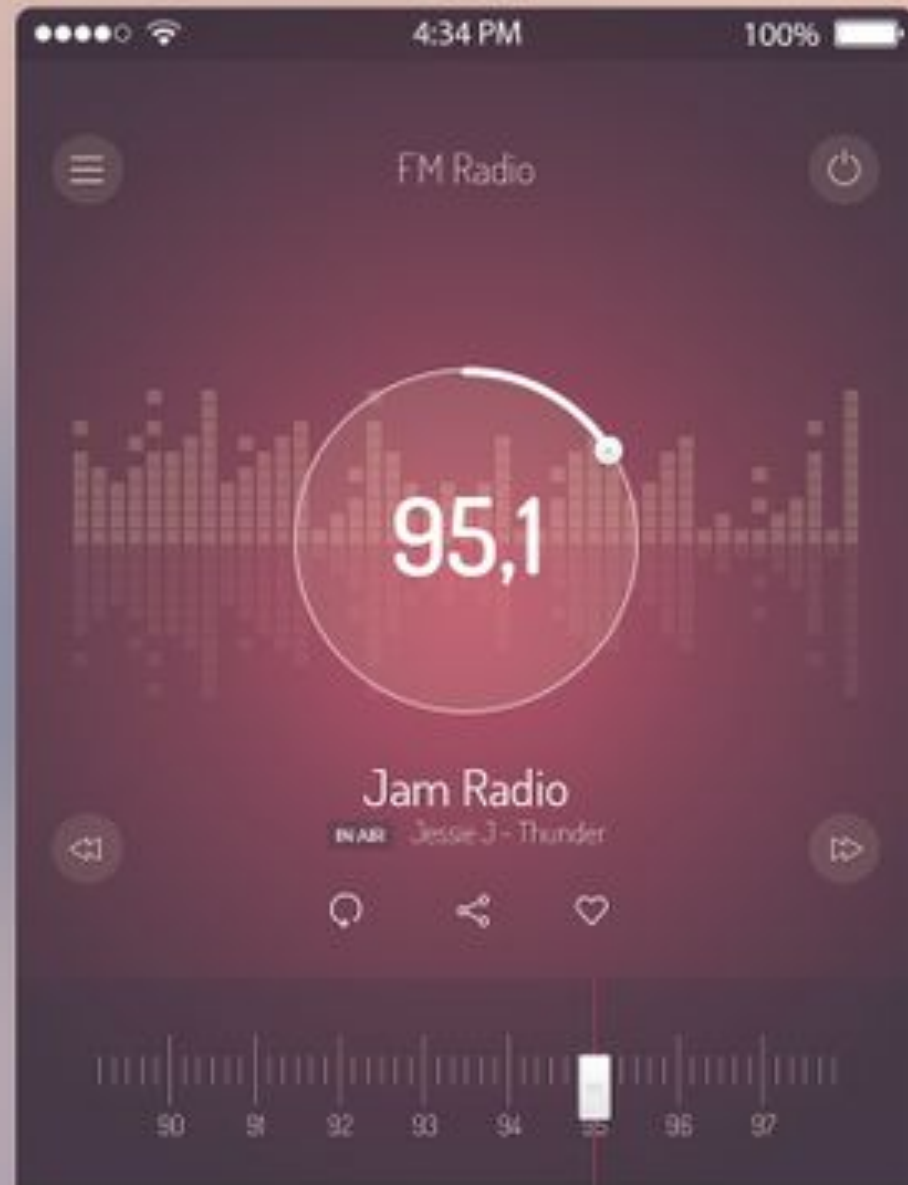 4:34 PM 100%
FM Radio
95,1
Jam Radio
IN AIR Jessie J - Thunder
90 91 92 93 94 95 96 97